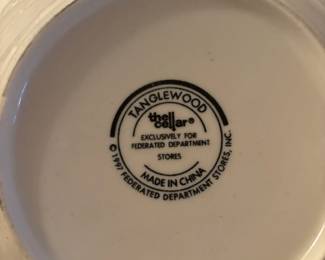 TANGLEWOOD
the
cellar®
EXCLUSIVELY FOR
FEDERATED DEPARTMENT
STORES
MADE IN CHINA
© 1997 FEDERATED DEPARTMENT STORES, INC.